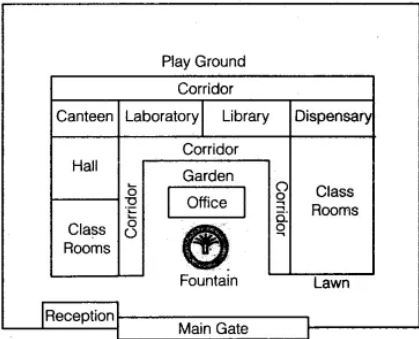 Play Ground
Corridor
Canteen Laboratory Library Dispensary
Corridor
Hall
Garden
Corridor
Office
Corridor
Class
Rooms
Class
Rooms
Fountain
Lawn
Reception
Main Gate